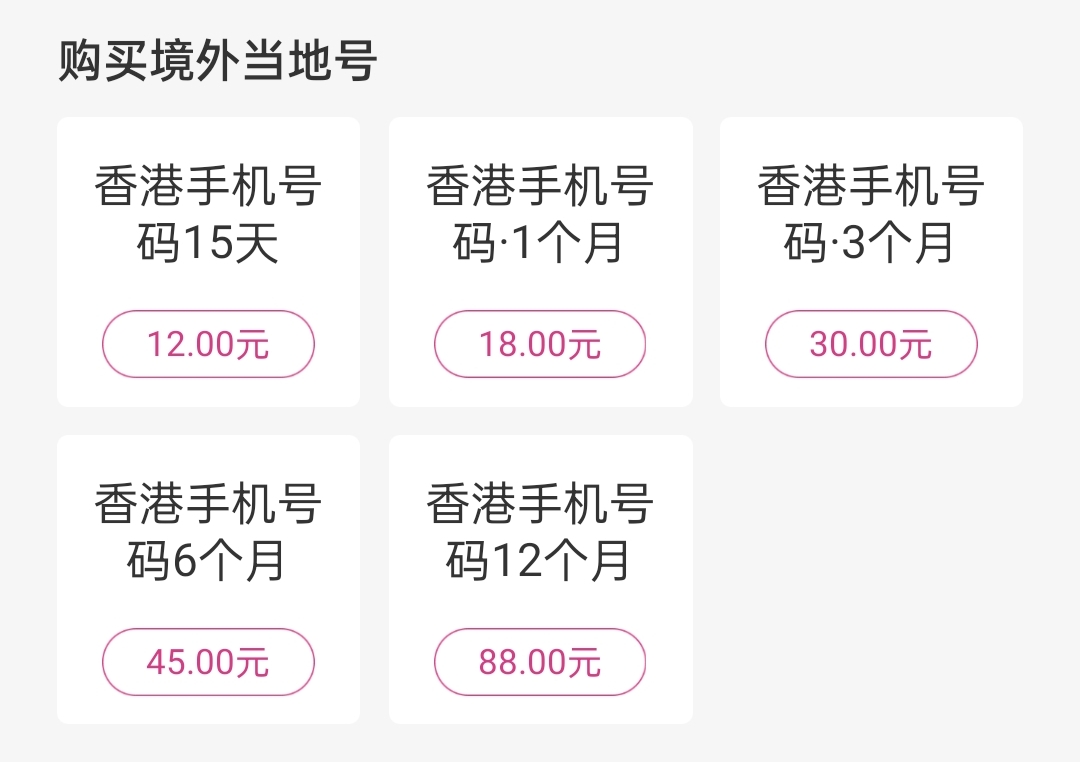 购买境外当地号
香港手机号
码15天
12.00元
香港手机号
码·1个月
18.00元
香港手机号
码·3个月
30.00元
香港手机号
码6个月
45.00元
香港手机号
码12个月
88.00元